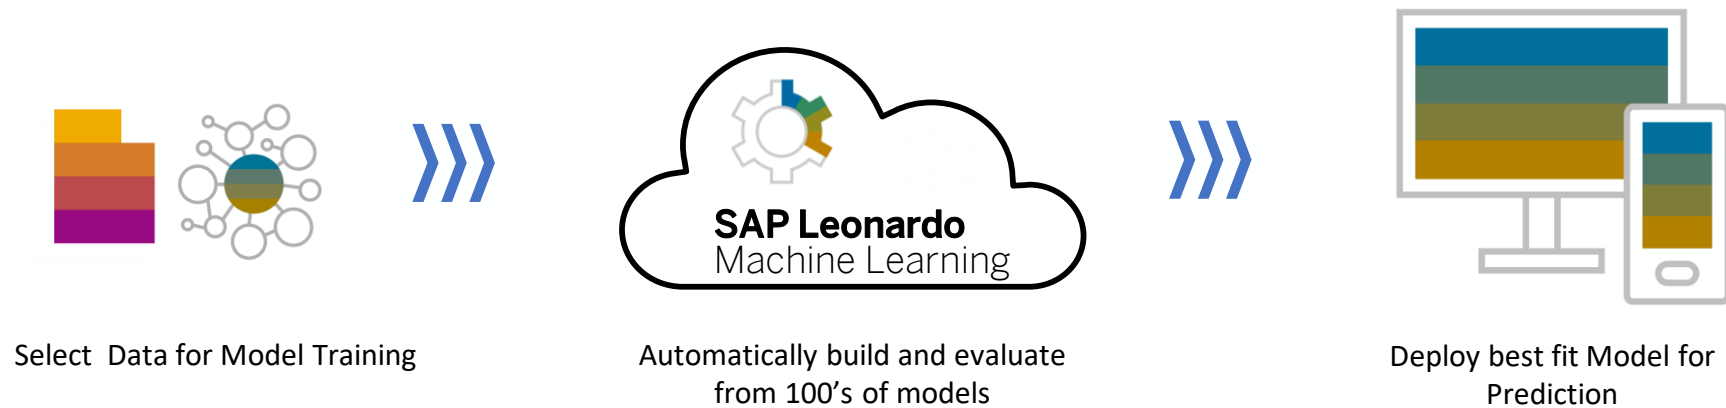 SAP Leonardo
Machine Learning
Select  Data for Model Training
Automatically build and evaluate
from 100’s of models
Deploy best fit Model for
Prediction